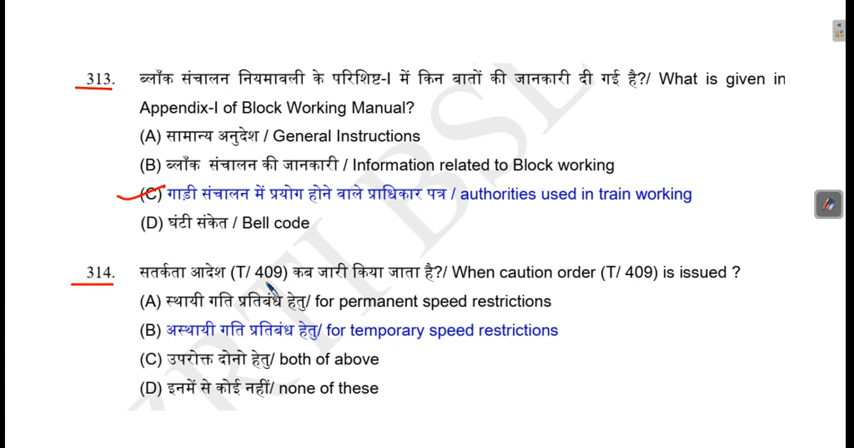 313. ब्लॉक संचालन नियमावली के परिशिष्ट-I में किन बातों की जानकारी दी गई है?/ What is given in
Appendix-I of Block Working Manual?
(A) सामान्य अनुदेश / General Instructions
(B) ब्लॉक संचालन की जानकारी / Information related to Block working
(C) गाड़ी संचालन में प्रयोग होने वाले प्राधिकार पत्र / authorities used in train working
(D) घंटी संकेत / Bell code
314. सतर्कता आदेश (T/ 409) कब जारी किया जाता है?/ When caution order (T/ 409) is issued ?
(A) स्थायी गति प्रतिबंध हेतु/ for permanent speed restrictions
(B) अस्थायी गति प्रतिबंध हेतु/ for temporary speed restrictions
(C) उपरोक्त दोनो हेतु/ both of above
(D) इनमें से कोई नहीं/ none of these
ZRTI BSL